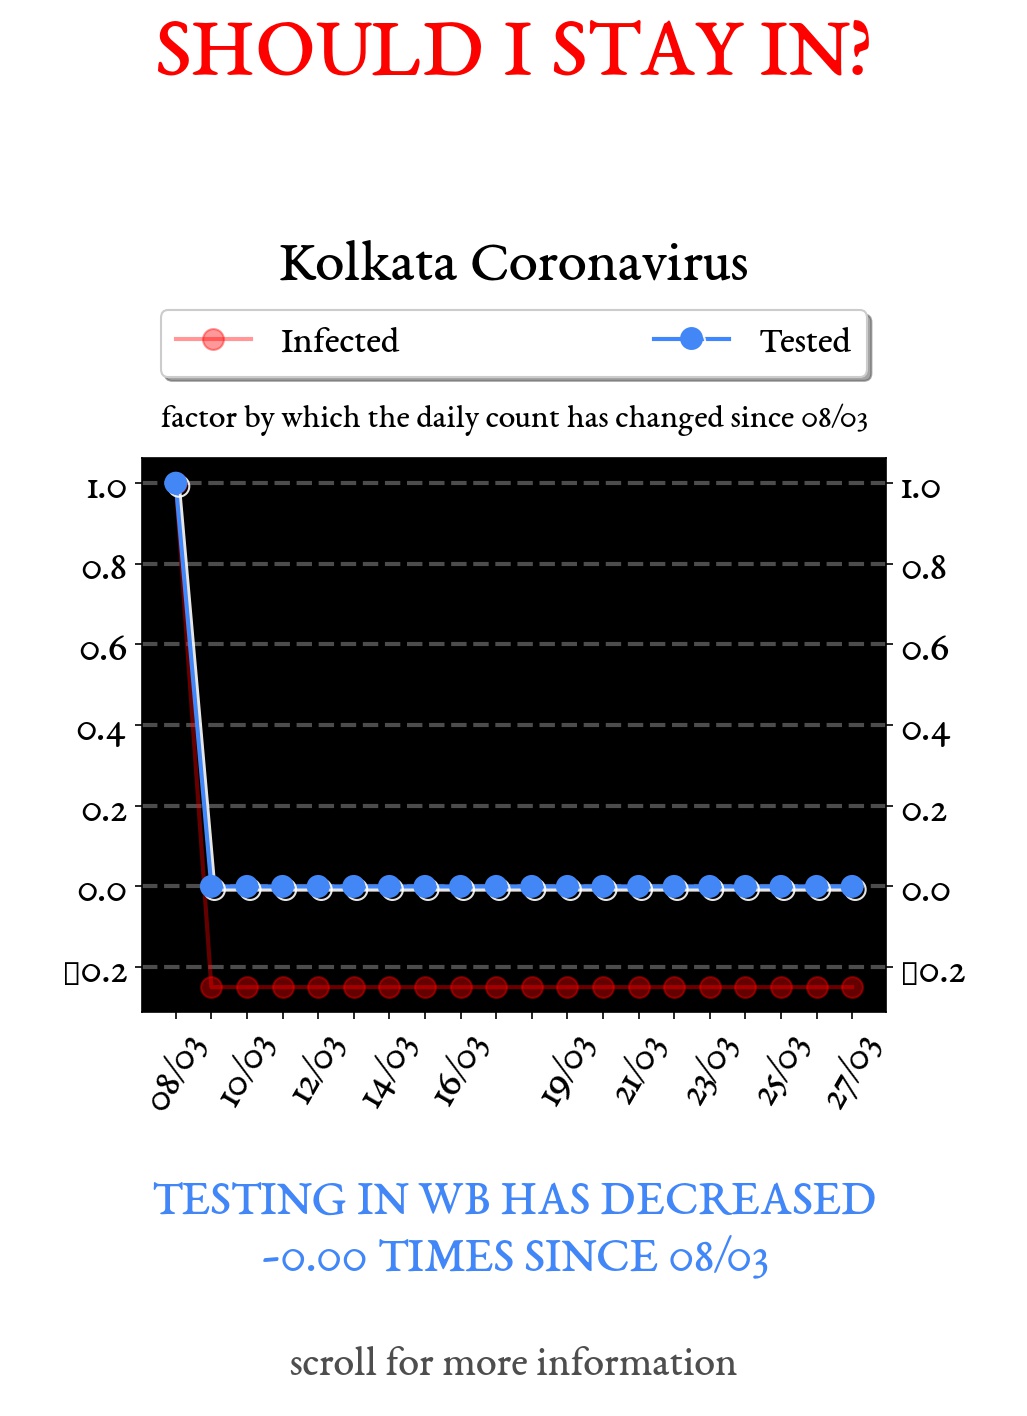 SHOULD I STAY IN?
Kolkata Coronavirus
Infected Tested
factor by which the daily count has changed since 08/03
1.0 1.0
0.8 0.8
0.6 0.6
0.4 0.4
0.2 0.2
0.0 0.0
▯0.2 ▯0.2
08/03 10/03 12/03 14/03 16/03 19/03 21/03 23/03 25/03 27/03
TESTING IN WB HAS DECREASED
-0.00 TIMES SINCE 08/03
scroll for more information